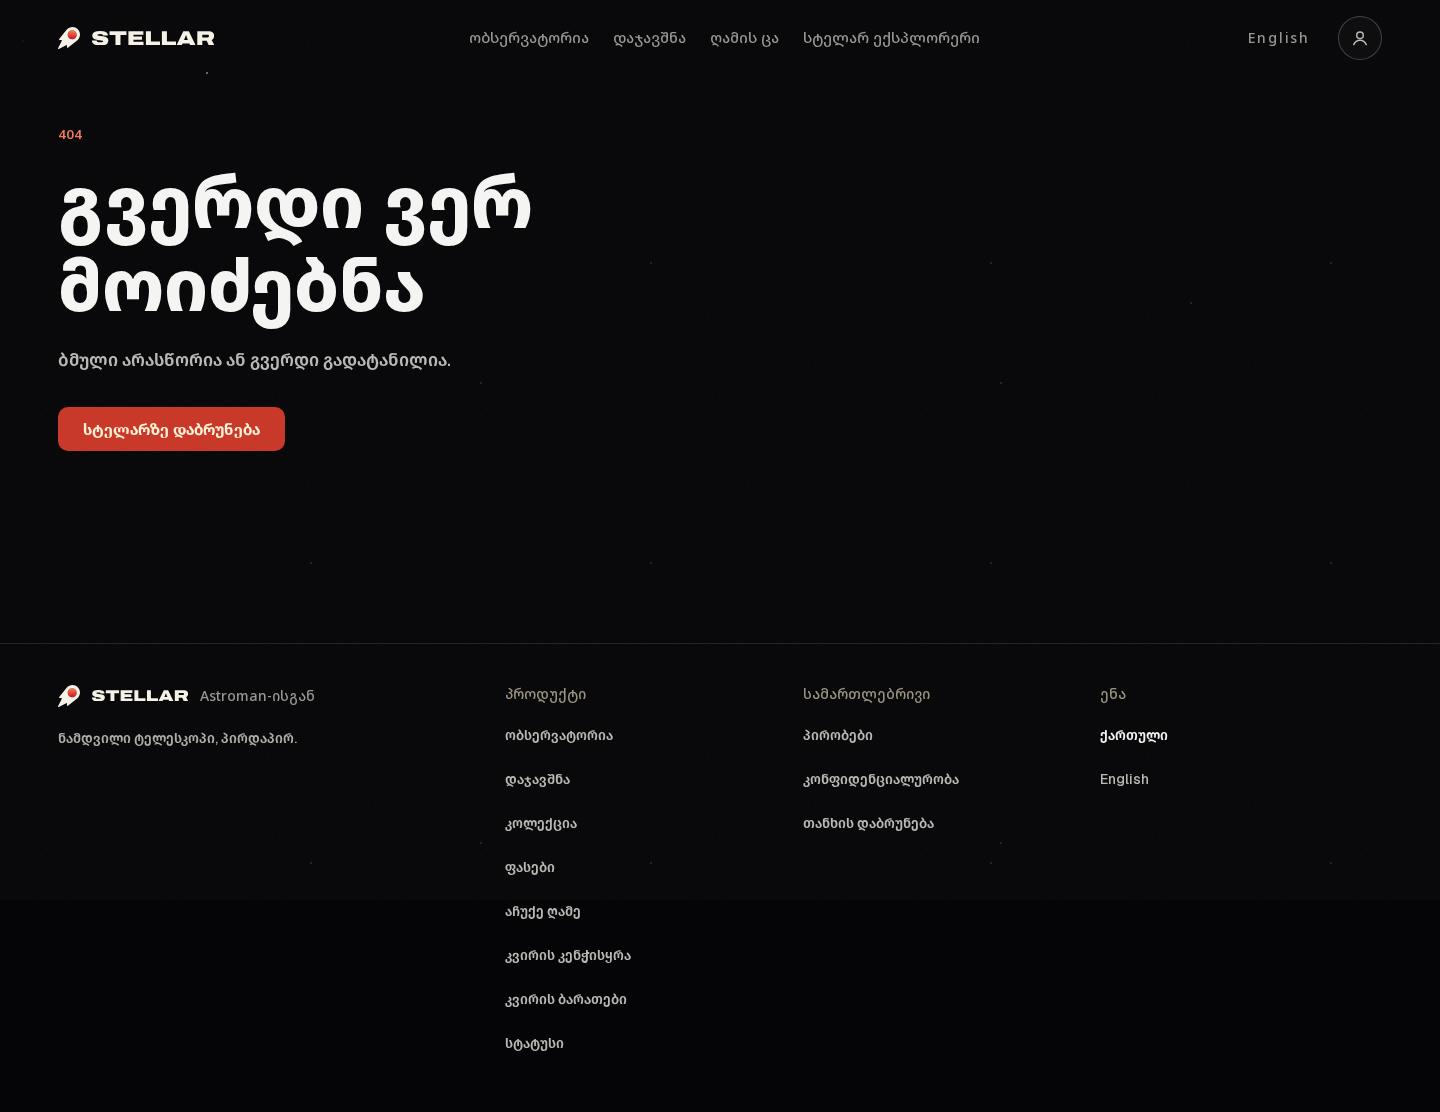 STELLAR
ობსერვატორია
დაჯავშნა
ღამის ცა
სტელარ ექსპლორერი
English
404
გვერდი ვერ
მოიძებნა
ბმული არასწორია ან გვერდი გადატანილია.
სტელარზე დაბრუნება
STELLAR Astroman-ისგან
ნამდვილი ტელესკოპი, პირდაპირ.
პროდუქტი
ობსერვატორია
დაჯავშნა
კოლექცია
ფასები
აჩუქე ღამე
კვირის კენჭისყრა
კვირის ბარათები
სტატუსი
სამართლებრივი
პირობები
კონფიდენციალურობა
თანხის დაბრუნება
ენა
ქართული
English